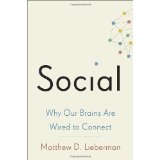 Social
Why Our Brains Are
Wired to Connect
Matthew D. Lieberman